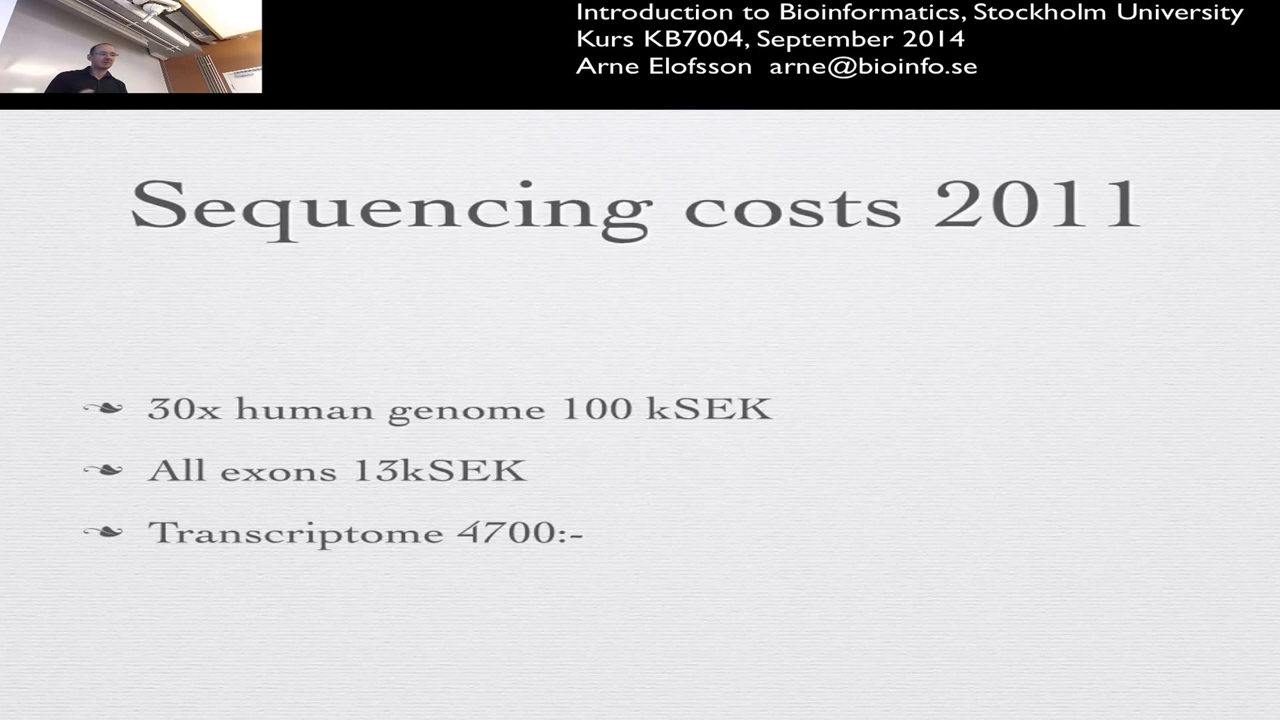 Introduction to Bioinformatics, Stockholm University
Kurs KB7004, September 2014
Arne Elofsson arne@bioinfo.se
Sequencing costs 2011
30x human genome 100 kSEK
All exons 13kSEK
Transcriptome 4700:-